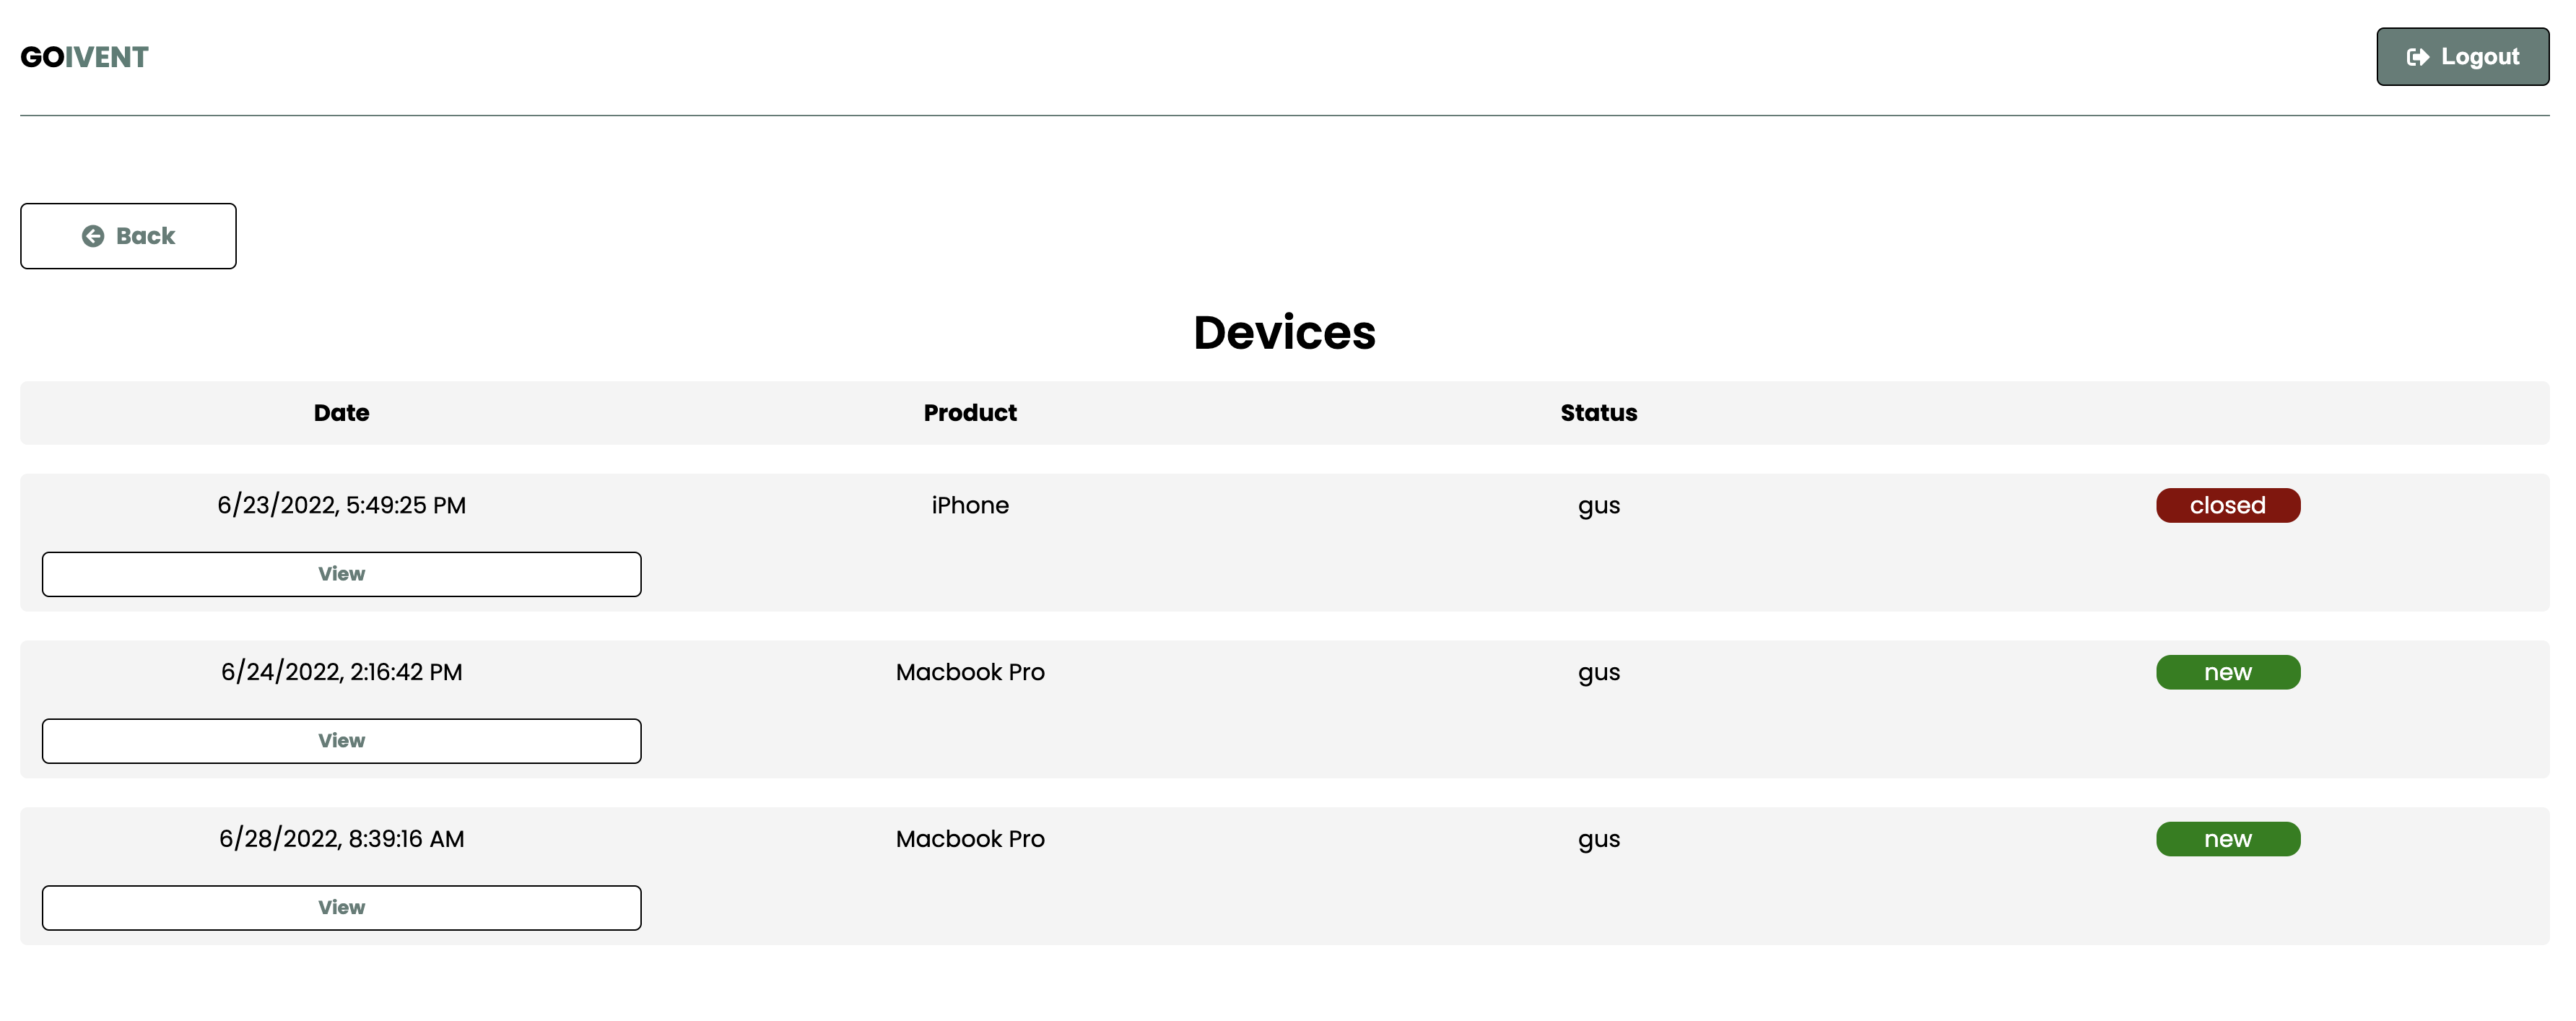 GOIVENT
Logout
Back
Devices
Date Product Status
6/23/2022, 5:49:25 PM iPhone gus closed
View
6/24/2022, 2:16:42 PM Macbook Pro gus new
View
6/28/2022, 8:39:16 AM Macbook Pro gus new
View